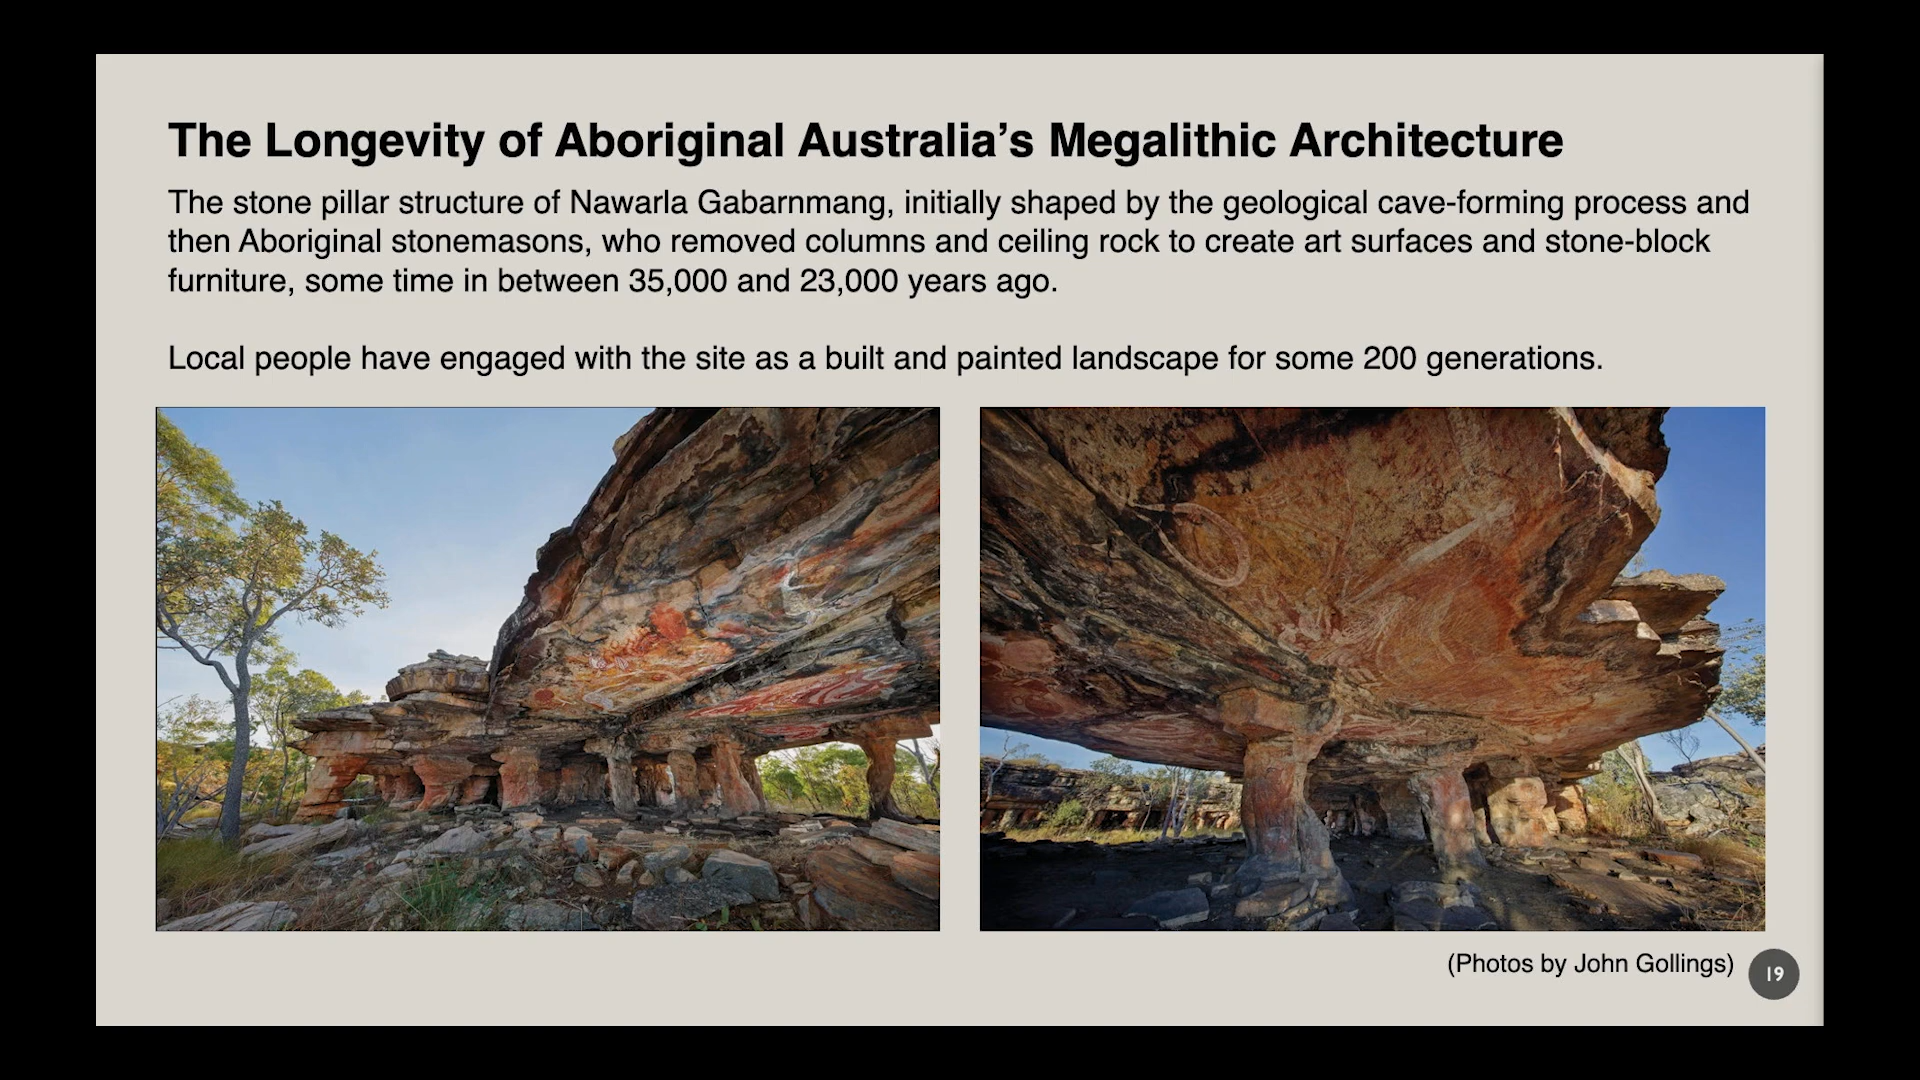 The Longevity of Aboriginal Australia’s Megalithic Architecture
The stone pillar structure of Nawarla Gabarnmang, initially shaped by the geological cave-forming process and
then Aboriginal stonemasons, who removed columns and ceiling rock to create art surfaces and stone-block
furniture, some time in between 35,000 and 23,000 years ago.
Local people have engaged with the site as a built and painted landscape for some 200 generations.
(Photos by John Gollings)
19